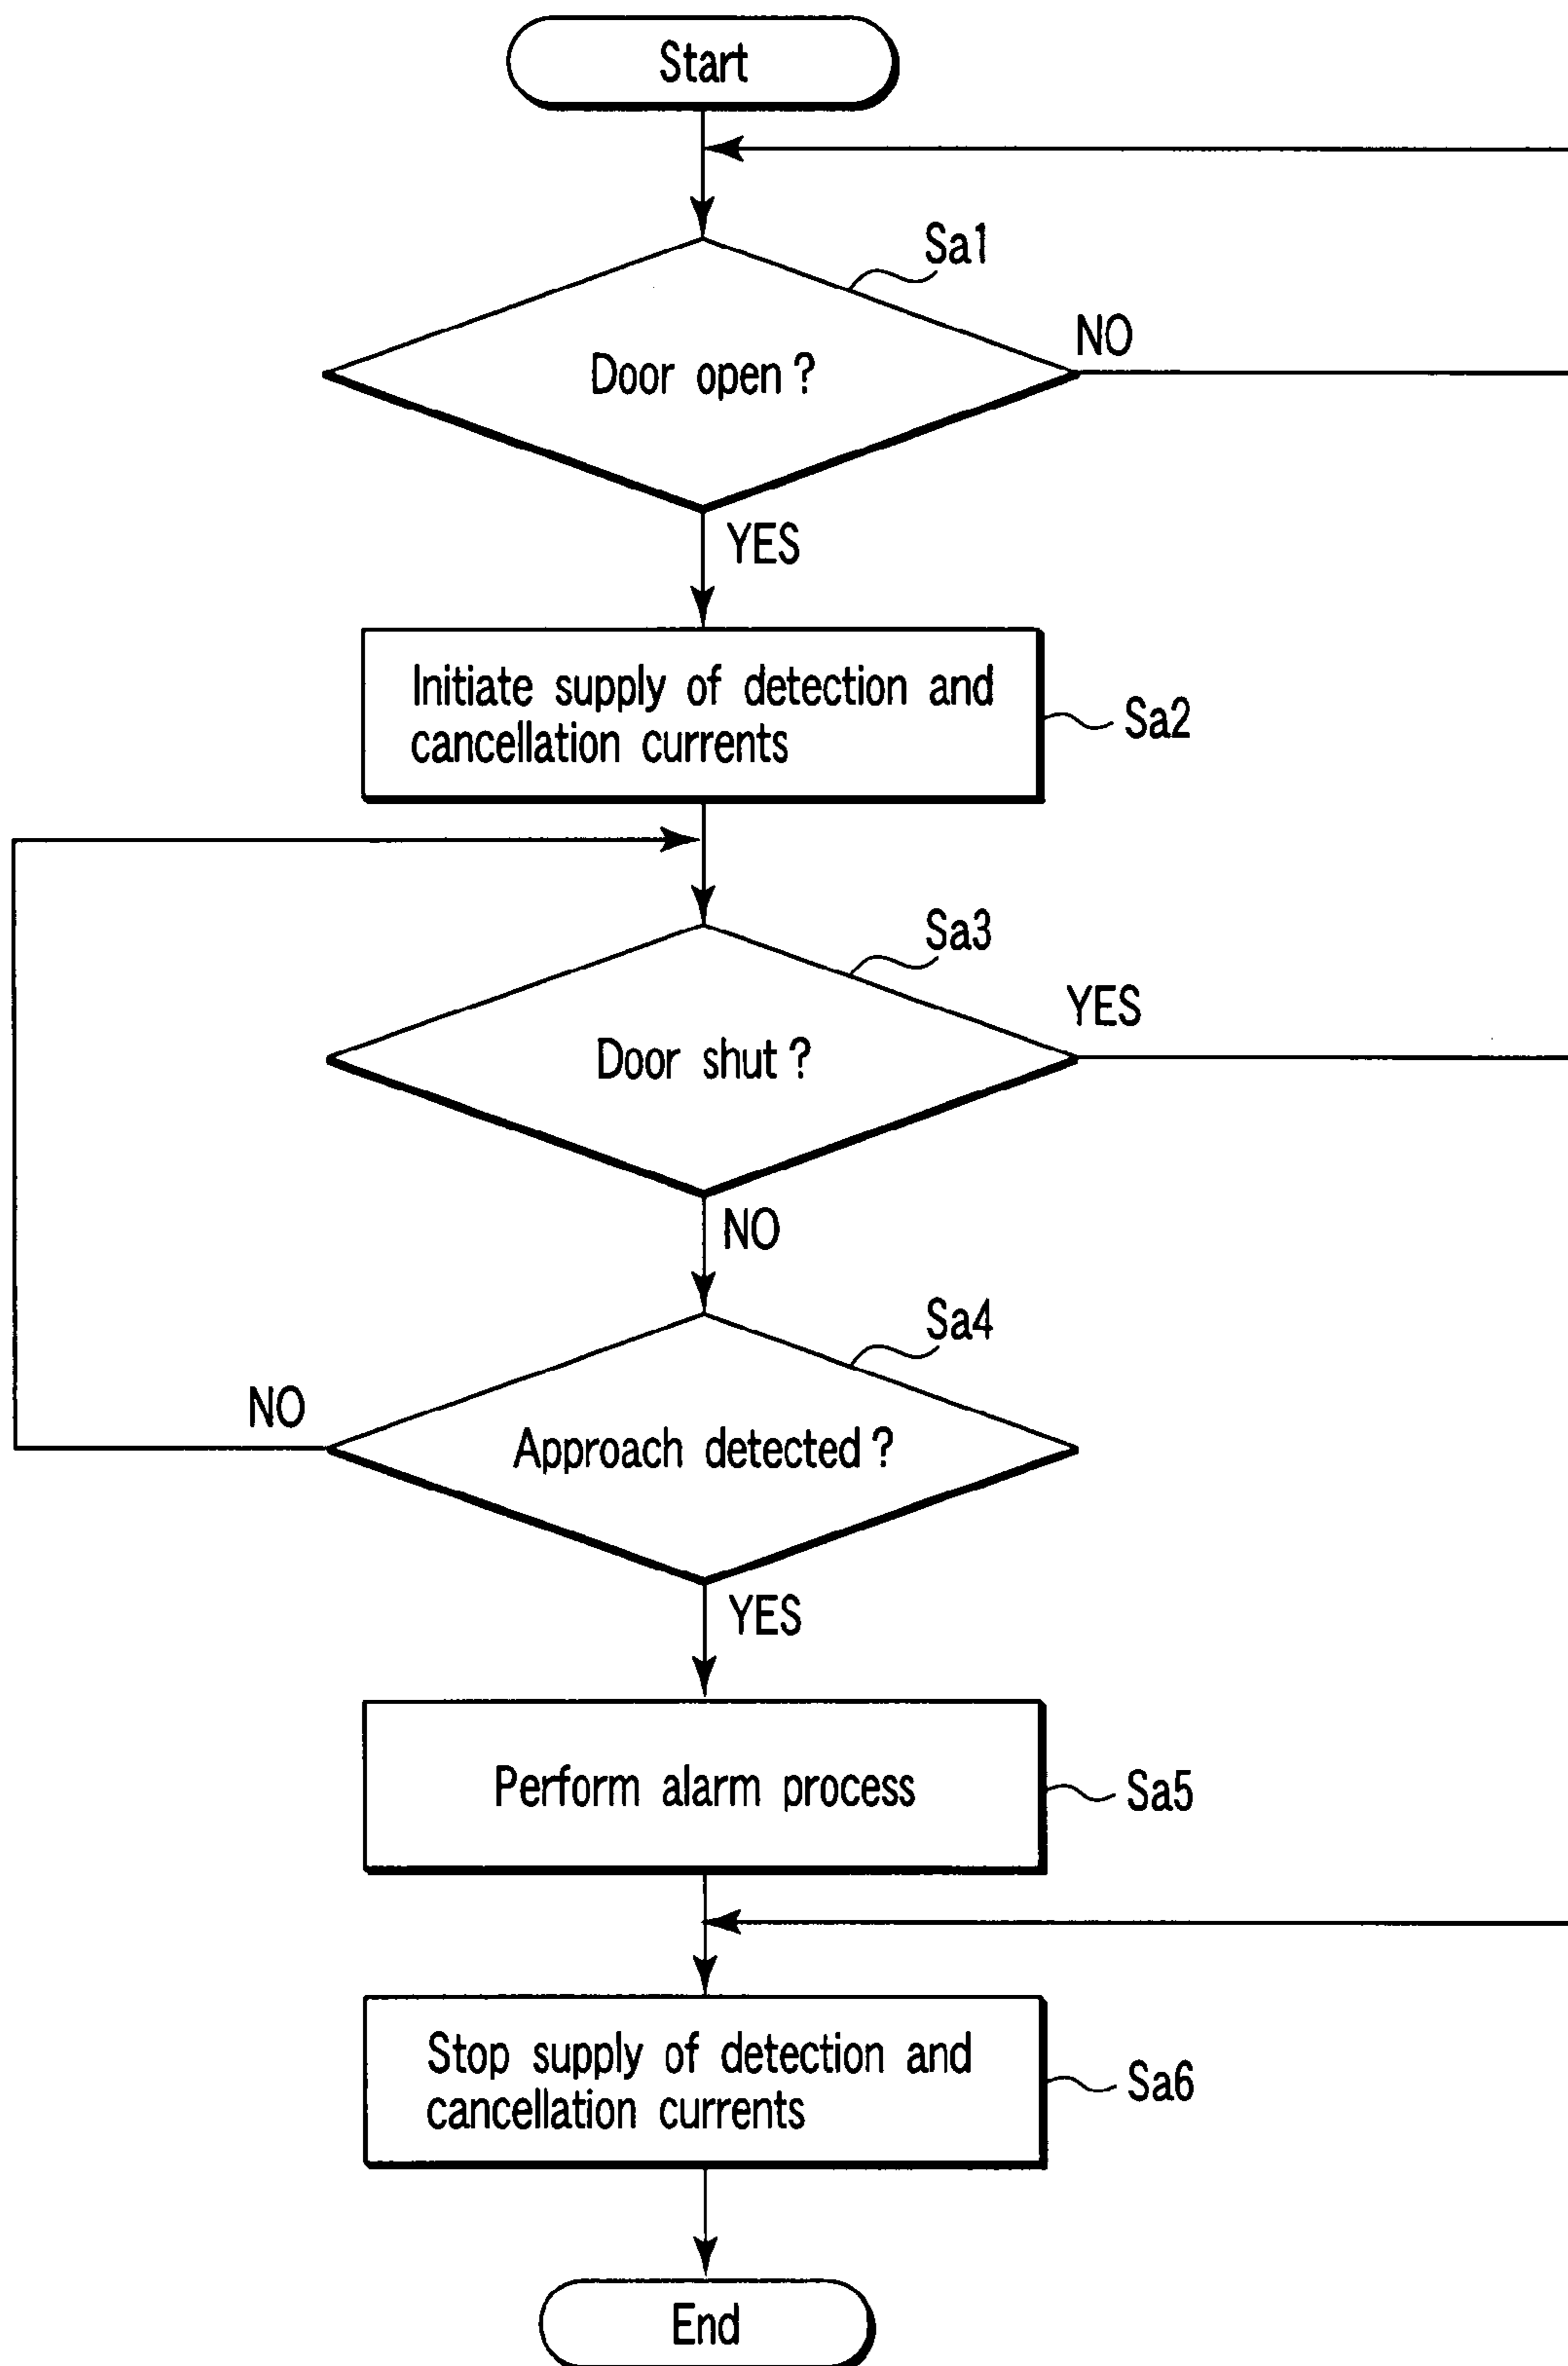 Start
Sa1
Door open ?
NO
YES
Initiate supply of detection and
cancellation currents
Sa2
Sa3
YES
Door shut ?
NO
Sa4
NO
Approach detected ?
YES
Perform alarm process
Sa5
Stop supply of detection and
cancellation currents
Sa6
End